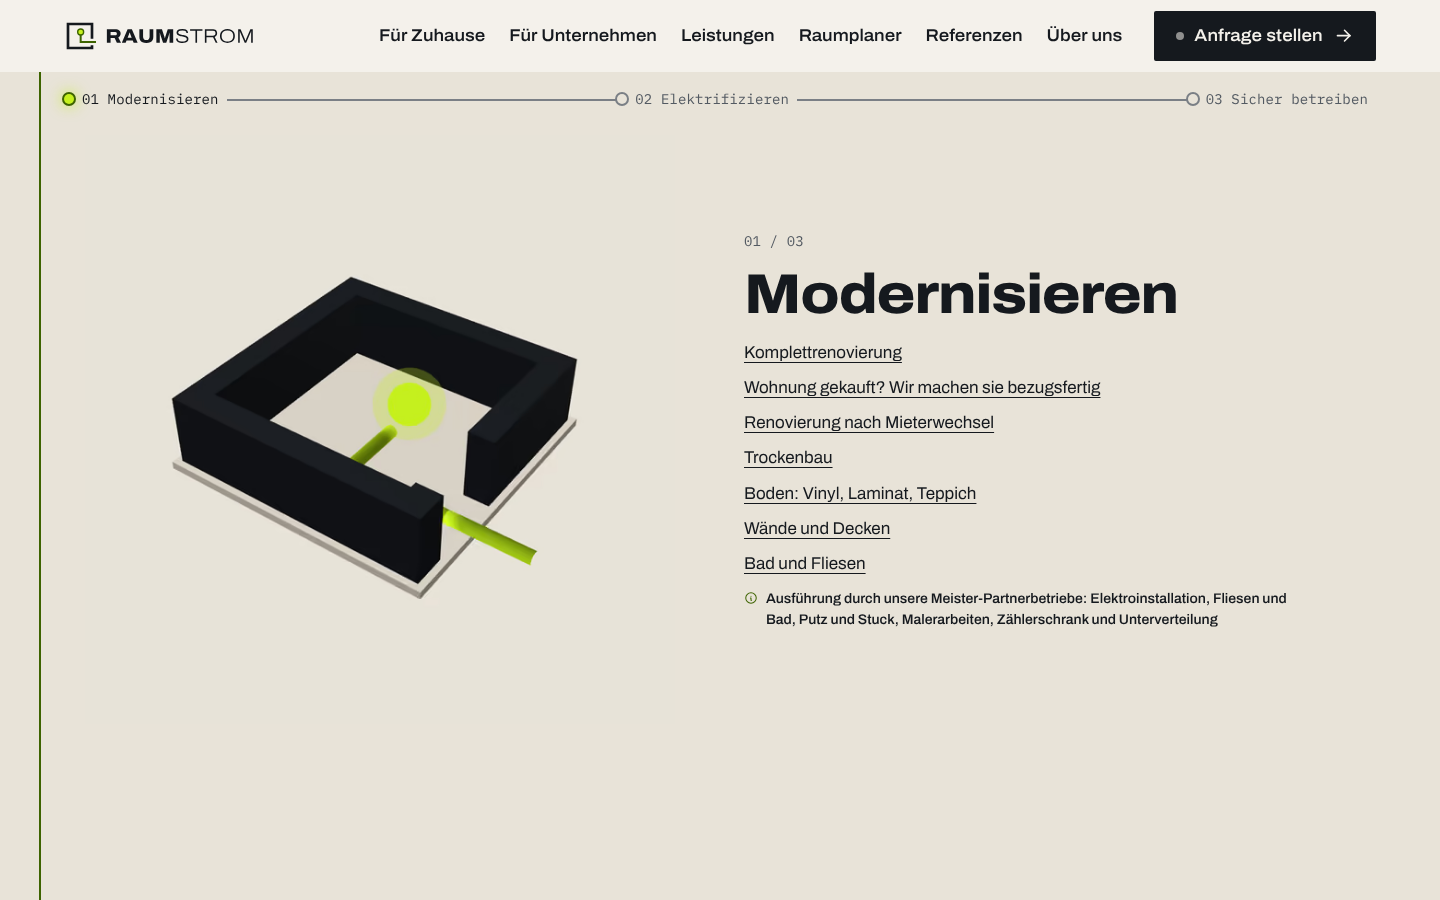 RAUMSTROM
Für Zuhause
Für Unternehmen
Leistungen
Raumplaner
Referenzen
Über uns
Anfrage stellen →
01 Modernisieren
02 Elektrifizieren
03 Sicher betreiben
01 / 03
Modernisieren
Komplettrenovierung
Wohnung gekauft? Wir machen sie bezugsfertig
Renovierung nach Mieterwechsel
Trockenbau
Boden: Vinyl, Laminat, Teppich
Wände und Decken
Bad und Fliesen
Ausführung durch unsere Meister-Partnerbetriebe: Elektroinstallation, Fliesen und
Bad, Putz und Stuck, Malerarbeiten, Zählerschrank und Unterverteilung